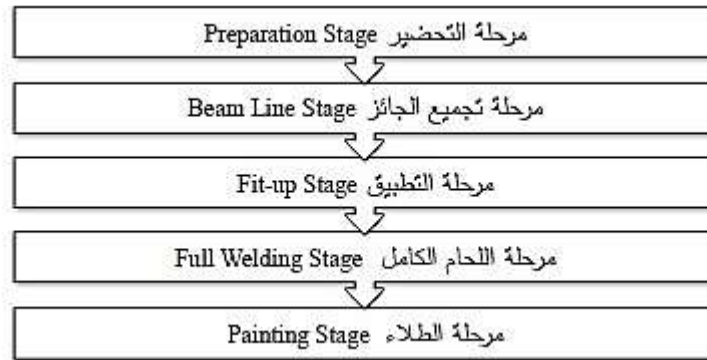 مرحلة التحضير Preparation Stage
مرحلة تجميع الجائز Beam Line Stage
مرحلة التطبيق Fit-up Stage
مرحلة اللحام الكامل Full Welding Stage
مرحلة الطلاء Painting Stage